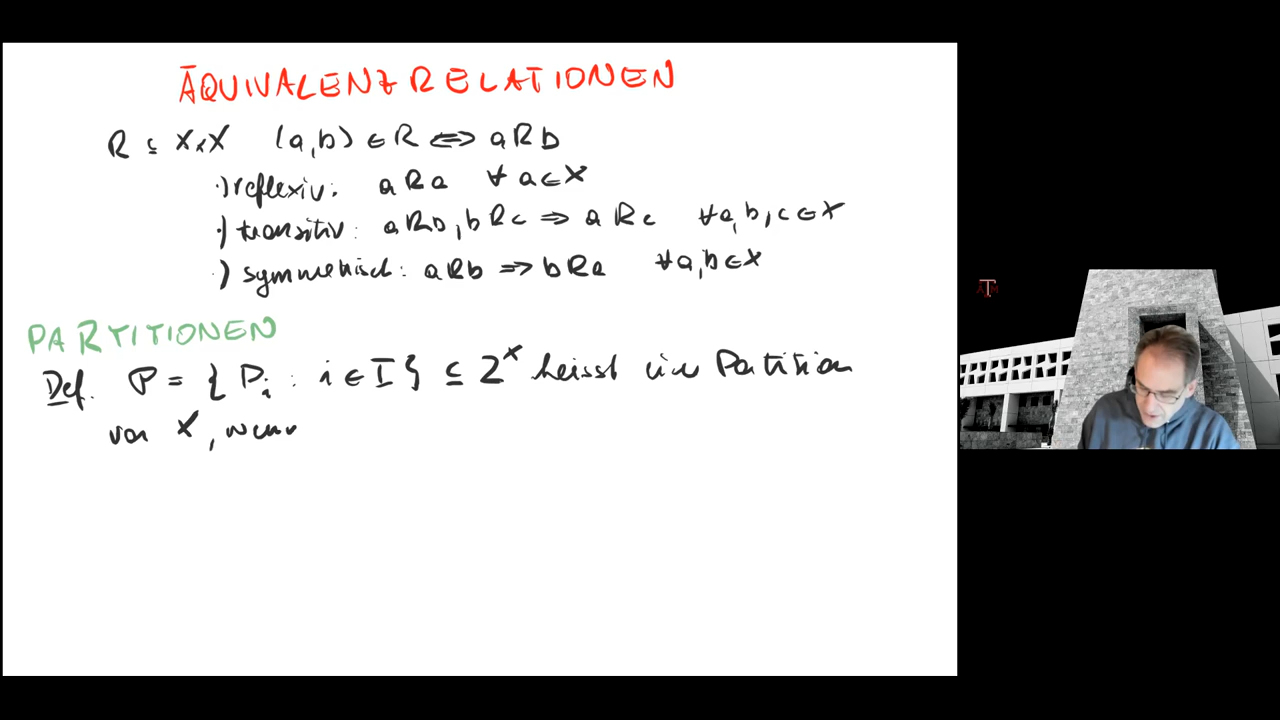 ÄQUIVALENZRELATIONEN
R ⊆ X×X (a,b) ∈ R ⟺ aRb
·) reflexiv: aRa ∀ a∈X
·) transitiv: aRb, bRc ⇒ aRc ∀a,b,c ∈ X
·) symmetrisch: aRb ⇒ bRa ∀a,b∈X
PARTITIONEN
Def. P = { P_i : i ∈ I } ⊆ 2^X heisst eine Partition
von X, wenn